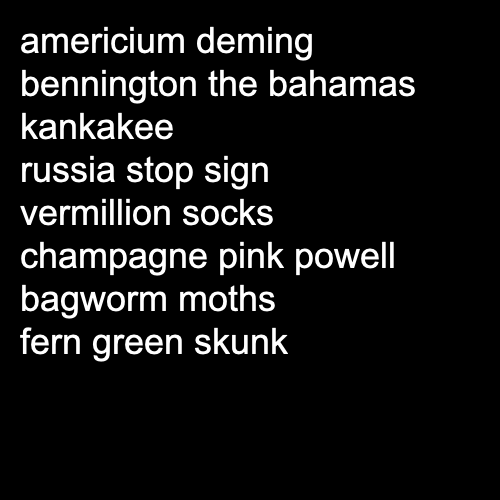 americium deming
bennington the bahamas
kankakee
russia stop sign
vermillion socks
champagne pink powell
bagworm moths
fern green skunk